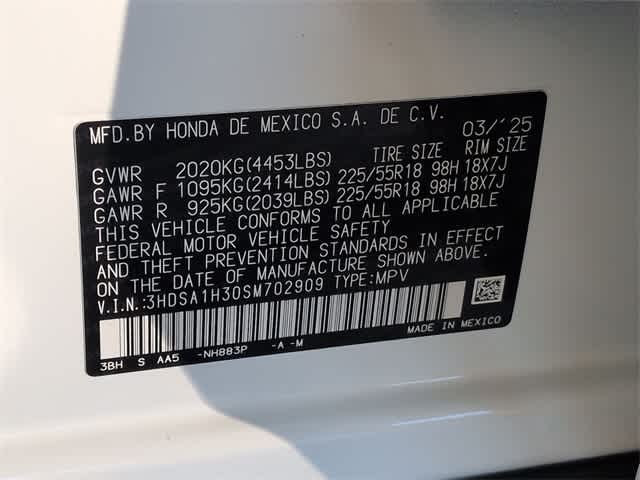 MFD.BY HONDA DE MEXICO S.A. DE C.V. 03/'25
GVWR 2020KG(4453LBS) TIRE SIZE RIM SIZE
GAWR F 1095KG(2414LBS) 225/55R18 98H 18X7J
GAWR R 925KG(2039LBS) 225/55R18 98H 18X7J
THIS VEHICLE CONFORMS TO ALL APPLICABLE
FEDERAL MOTOR VEHICLE SAFETY
AND THEFT PREVENTION STANDARDS IN EFFECT
ON THE DATE OF MANUFACTURE SHOWN ABOVE.
V.I.N.:3HDSA1H30SM702909 TYPE:MPV
MADE IN MEXICO
3BH S AA5 -NH883P -A -M